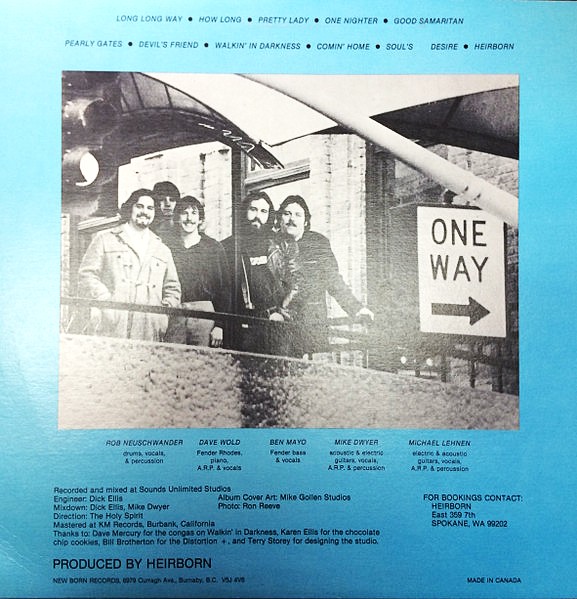 LONG LONG WAY ● HOW LONG ● PRETTY LADY ● ONE NIGHTER ● GOOD SAMARITAN
PEARLY GATES ● DEVIL'S FRIEND ● WALKIN' IN DARKNESS ● COMIN' HOME ● SOUL'S DESIRE ● HEIRBORN
ONE
WAY
ROB NEUSCHWANDER
drums, vocals,
& percussion
DAVE WOLD
Fender Rhodes,
piano,
A.R.P. & vocals
BEN MAYO
Fender bass
& vocals
MIKE DWYER
acoustic & electric
guitars, vocals,
A.R.P. & percussion
MICHAEL LEHNEN
electric & acoustic
guitars, vocals,
A.R.P. & percussion
Recorded and mixed at Sounds Unlimited Studios
Engineer: Dick Ellis
Mixdown: Dick Ellis, Mike Dwyer
Direction: The Holy Spirit
Mastered at KM Records, Burbank, California
Thanks to: Dave Mercury for the congas on Walkin' in Darkness, Karen Ellis for the chocolate
chip cookies, Bill Brotherton for the Distortion +, and Terry Storey for designing the studio.
Album Cover Art: Mike Gollen Studios
Photo: Ron Reeve
FOR BOOKINGS CONTACT:
HEIRBORN
East 359 7th
SPOKANE, WA 99202
PRODUCED BY HEIRBORN
NEW BORN RECORDS, 6979 Curragh Ave., Burnaby, B.C. V5J 4V6
MADE IN CANADA